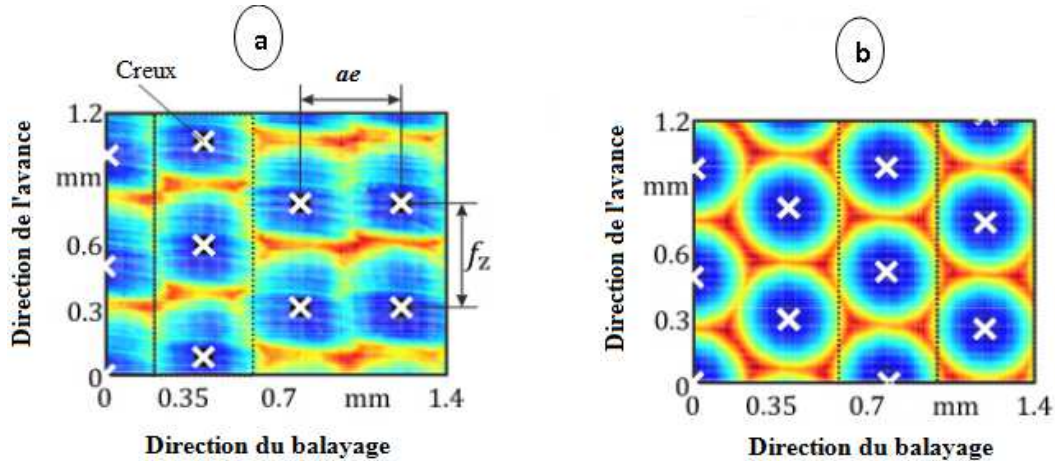 a
b
Creux
ae
Direction de l'avance
1.2
mm
0.6
0.3
0
fz
0
0.35
0.7
mm
1.4
Direction du balayage
Direction de l'avance
1.2
mm
0.6
0.3
0
0
0.35
0.7
mm
1.4
Direction du balayage